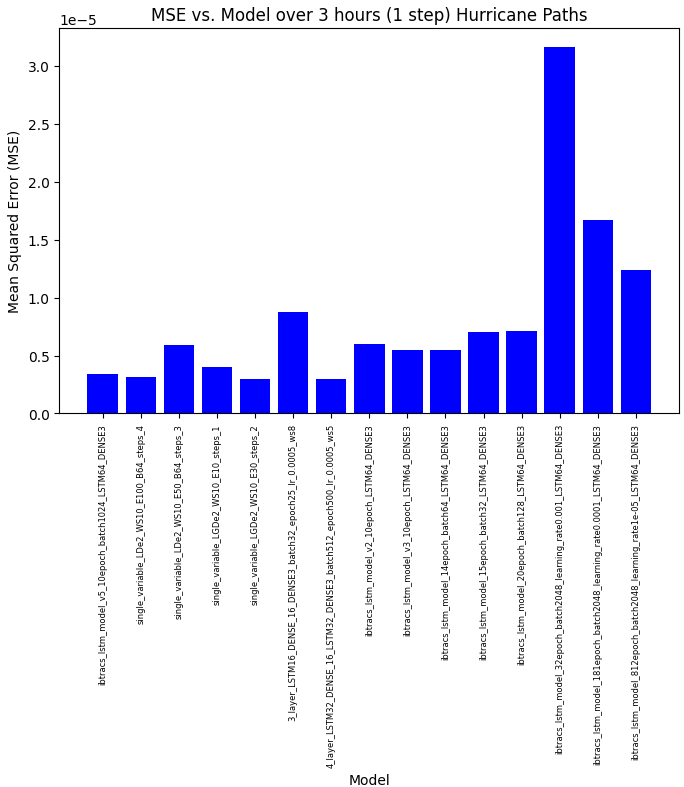 MSE vs. Model over 3 hours (1 step) Hurricane Paths
1e−5
Mean Squared Error (MSE)
3.0
2.5
2.0
1.5
1.0
0.5
0.0
ibtracs_lstm_model_v5_10epoch_batch1024_LSTM64_DENSE3
single_variable_LDe2_WS10_E100_B64_steps_4
single_variable_LDe2_WS10_E50_B64_steps_3
single_variable_LGDe2_WS10_E10_steps_1
single_variable_LGDe2_WS10_E30_steps_2
3_layer_LSTM16_DENSE_16_DENSE3_batch32_epoch25_lr_0.0005_ws8
4_layer_LSTM32_DENSE_16_LSTM32_DENSE3_batch512_epoch500_lr_0.0005_ws5
ibtracs_lstm_model_v2_10epoch_LSTM64_DENSE3
ibtracs_lstm_model_v3_10epoch_LSTM64_DENSE3
ibtracs_lstm_model_14epoch_batch64_LSTM64_DENSE3
ibtracs_lstm_model_15epoch_batch32_LSTM64_DENSE3
ibtracs_lstm_model_20epoch_batch128_LSTM64_DENSE3
ibtracs_lstm_model_32epoch_batch2048_learning_rate0.001_LSTM64_DENSE3
ibtracs_lstm_model_181epoch_batch2048_learning_rate0.0001_LSTM64_DENSE3
ibtracs_lstm_model_812epoch_batch2048_learning_rate1e-05_LSTM64_DENSE3
Model